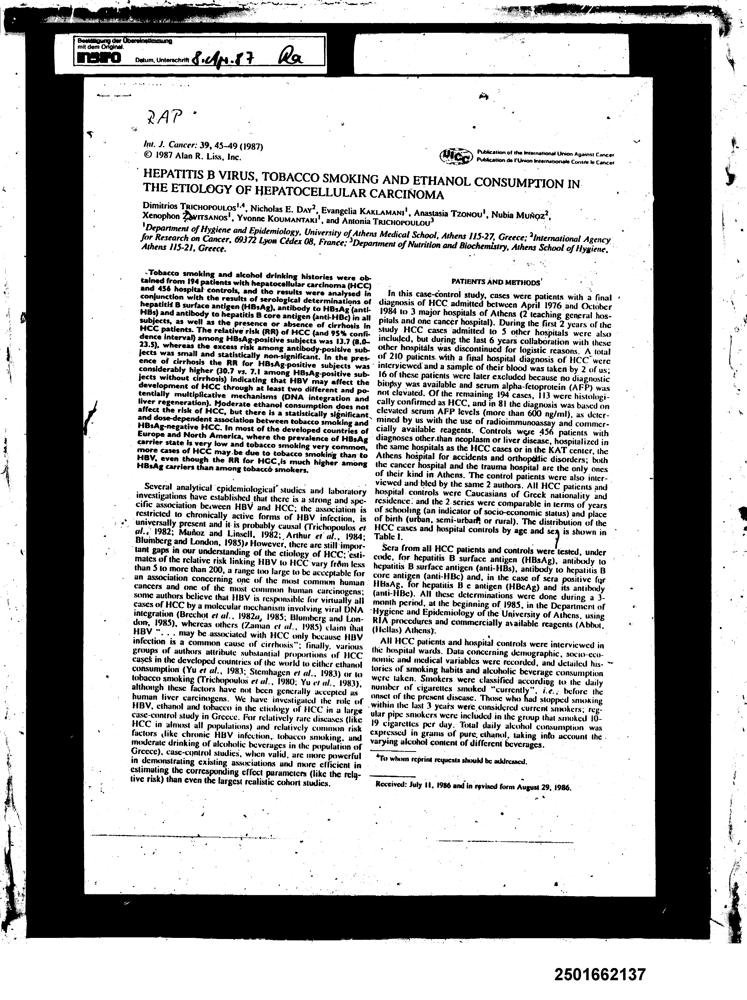 Bestätigung der Übereinstimmung
mit dem Original.
INBIFO Datum, Unterschrift 8. Apr. 87 Ra
RAP
Int. J. Cancer: 39, 45–49 (1987)
© 1987 Alan R. Liss, Inc.
UICC
Publication of the International Union Against Cancer
Publication de l'Union Internationale Contre le Cancer
HEPATITIS B VIRUS, TOBACCO SMOKING AND ETHANOL CONSUMPTION IN
THE ETIOLOGY OF HEPATOCELLULAR CARCINOMA
Dimitrios TRICHOPOULOS1,4, Nicholas E. DAY2, Evangelia KAKLAMANI1, Anastasia TZONOU1, Nubia MUÑOZ2,
Xenophon ZAVITSANOS1, Yvonne KOUMANTAKI1, and Antonia TRICHOPOULOU3
1Department of Hygiene and Epidemiology, University of Athens Medical School, Athens 115-27, Greece; 2International Agency
for Research on Cancer, 69372 Lyon Cédex 08, France; 3Department of Nutrition and Biochemistry, Athens School of Hygiene,
Athens 115-21, Greece.
Tobacco smoking and alcohol drinking histories were ob-
tained from 194 patients with hepatocellular carcinoma (HCC)
and 456 hospital controls, and the results were analysed in
conjunction with the results of serological determinations of
hepatitis B surface antigen (HBsAg), antibody to HBsAg (anti-
HBs) and antibody to hepatitis B core antigen (anti-HBc) in all
subjects, as well as the presence or absence of cirrhosis in
HCC patients. The relative risk (RR) of HCC (and 95% confi-
dence interval) among HBsAg-positive subjects was 13.7 (8.0–
23.5), whereas the excess risk among antibody-positive sub-
jects was small and statistically non-significant. In the pres-
ence of cirrhosis the RR for HBsAg-positive subjects was
considerably higher (30.7 vs. 7.1 among HBsAg-positive sub-
jects without cirrhosis) indicating that HBV may affect the
development of HCC through at least two different and po-
tentially multiplicative mechanisms (DNA integration and
liver regeneration). Moderate ethanol consumption does not
affect the risk of HCC, but there is a statistically significant
and dose-dependent association between tobacco smoking and
HBsAg-negative HCC. In most of the developed countries of
Europe and North America, where the prevalence of HBsAg
carrier state is very low and tobacco smoking very common,
more cases of HCC may be due to tobacco smoking than to
HBV, even though the RR for HCC is much higher among
HBsAg carriers than among tobacco smokers.
Several analytical epidemiological studies and laboratory
investigations have established that there is a strong and spe-
cific association between HBV and HCC; the association is
restricted to chronically active forms of HBV infection, is
universally present and it is probably causal (Trichopoulos et
al., 1982; Muñoz and Linsell, 1982; Arthur et al., 1984;
Blumberg and London, 1985). However, there are still impor-
tant gaps in our understanding of the etiology of HCC; esti-
mates of the relative risk linking HBV to HCC vary from less
than 5 to more than 200, a range too large to be acceptable for
an association concerning one of the most common human
cancers and one of the most common human carcinogens;
some authors believe that HBV is responsible for virtually all
cases of HCC by a molecular mechanism involving viral DNA
integration (Brechot et al., 1982a, 1985; Blumberg and Lon-
don, 1985), whereas others (Zaman et al., 1985) claim that
HBV ". . . may be associated with HCC only because HBV
infection is a common cause of cirrhosis"; finally, various
groups of authors attribute substantial proportions of HCC
cases in the developed countries of the world to either ethanol
consumption (Yu et al., 1983; Stemhagen et al., 1983) or to
tobacco smoking (Trichopoulos et al., 1980; Yu et al., 1983),
although these factors have not been generally accepted as
human liver carcinogens. We have investigated the role of
HBV, ethanol and tobacco in the etiology of HCC in a large
case-control study in Greece. For relatively rare diseases (like
HCC in almost all populations) and relatively common risk
factors (like chronic HBV infection, tobacco smoking, and
moderate drinking of alcoholic beverages in the population of
Greece), case-control studies, when valid, are more powerful
in demonstrating existing associations and more efficient in
estimating the corresponding effect parameters (like the rela-
tive risk) than even the largest realistic cohort studies.
PATIENTS AND METHODS
In this case-control study, cases were patients with a final
diagnosis of HCC admitted between April 1976 and October
1984 to 3 major hospitals of Athens (2 teaching general hos-
pitals and one cancer hospital). During the first 2 years of the
study HCC cases admitted to 5 other hospitals were also
included, but during the last 6 years collaboration with these
other hospitals was discontinued for logistic reasons. A total
of 210 patients with a final hospital diagnosis of HCC were
interviewed and a sample of their blood was taken by 2 of us;
16 of these patients were later excluded because no diagnostic
biopsy was available and serum alpha-fetoprotein (AFP) was
not elevated. Of the remaining 194 cases, 113 were histologi-
cally confirmed as HCC, and in 81 the diagnosis was based on
elevated serum AFP levels (more than 600 ng/ml), as deter-
mined by us with the use of radioimmunoassay and commer-
cially available reagents. Controls were 456 patients with
diagnoses other than neoplasm or liver disease, hospitalized in
the same hospitals as the HCC cases or in the KAT center, the
Athens hospital for accidents and orthopedic disorders; both
the cancer hospital and the trauma hospital are the only ones
of their kind in Athens. The control patients were also inter-
viewed and bled by the same 2 authors. All HCC patients and
hospital controls were Caucasians of Greek nationality and
residence; and the 2 series were comparable in terms of years
of schooling (an indicator of socio-economic status) and place
of birth (urban, semi-urban or rural). The distribution of the
HCC cases and hospital controls by age and sex is shown in
Table I.
Sera from all HCC patients and controls were tested, under
code, for hepatitis B surface antigen (HBsAg), antibody to
hepatitis B surface antigen (anti-HBs), antibody to hepatitis B
core antigen (anti-HBc) and, in the case of sera positive for
HBsAg, for hepatitis B e antigen (HBeAg) and its antibody
(anti-HBe). All these determinations were done during a 3-
month period, at the beginning of 1985, in the Department of
Hygiene and Epidemiology of the University of Athens, using
RIA procedures and commercially available reagents (Abbot,
(Hellas) Athens).
All HCC patients and hospital controls were interviewed in
the hospital wards. Data concerning demographic, socio-eco-
nomic and medical variables were recorded, and detailed his-
tories of smoking habits and alcoholic beverage consumption
were taken. Smokers were classified according to the daily
number of cigarettes smoked "currently", i.e., before the
onset of the present disease. Those who had stopped smoking
within the last 3 years were considered current smokers; reg-
ular pipe smokers were included in the group that smoked 10–
19 cigarettes per day. Total daily alcohol consumption was
expressed in grams of pure ethanol, taking into account the
varying alcohol content of different beverages.
4To whom reprint requests should be addressed.
Received: July 11, 1986 and in revised form August 29, 1986.
2501662137